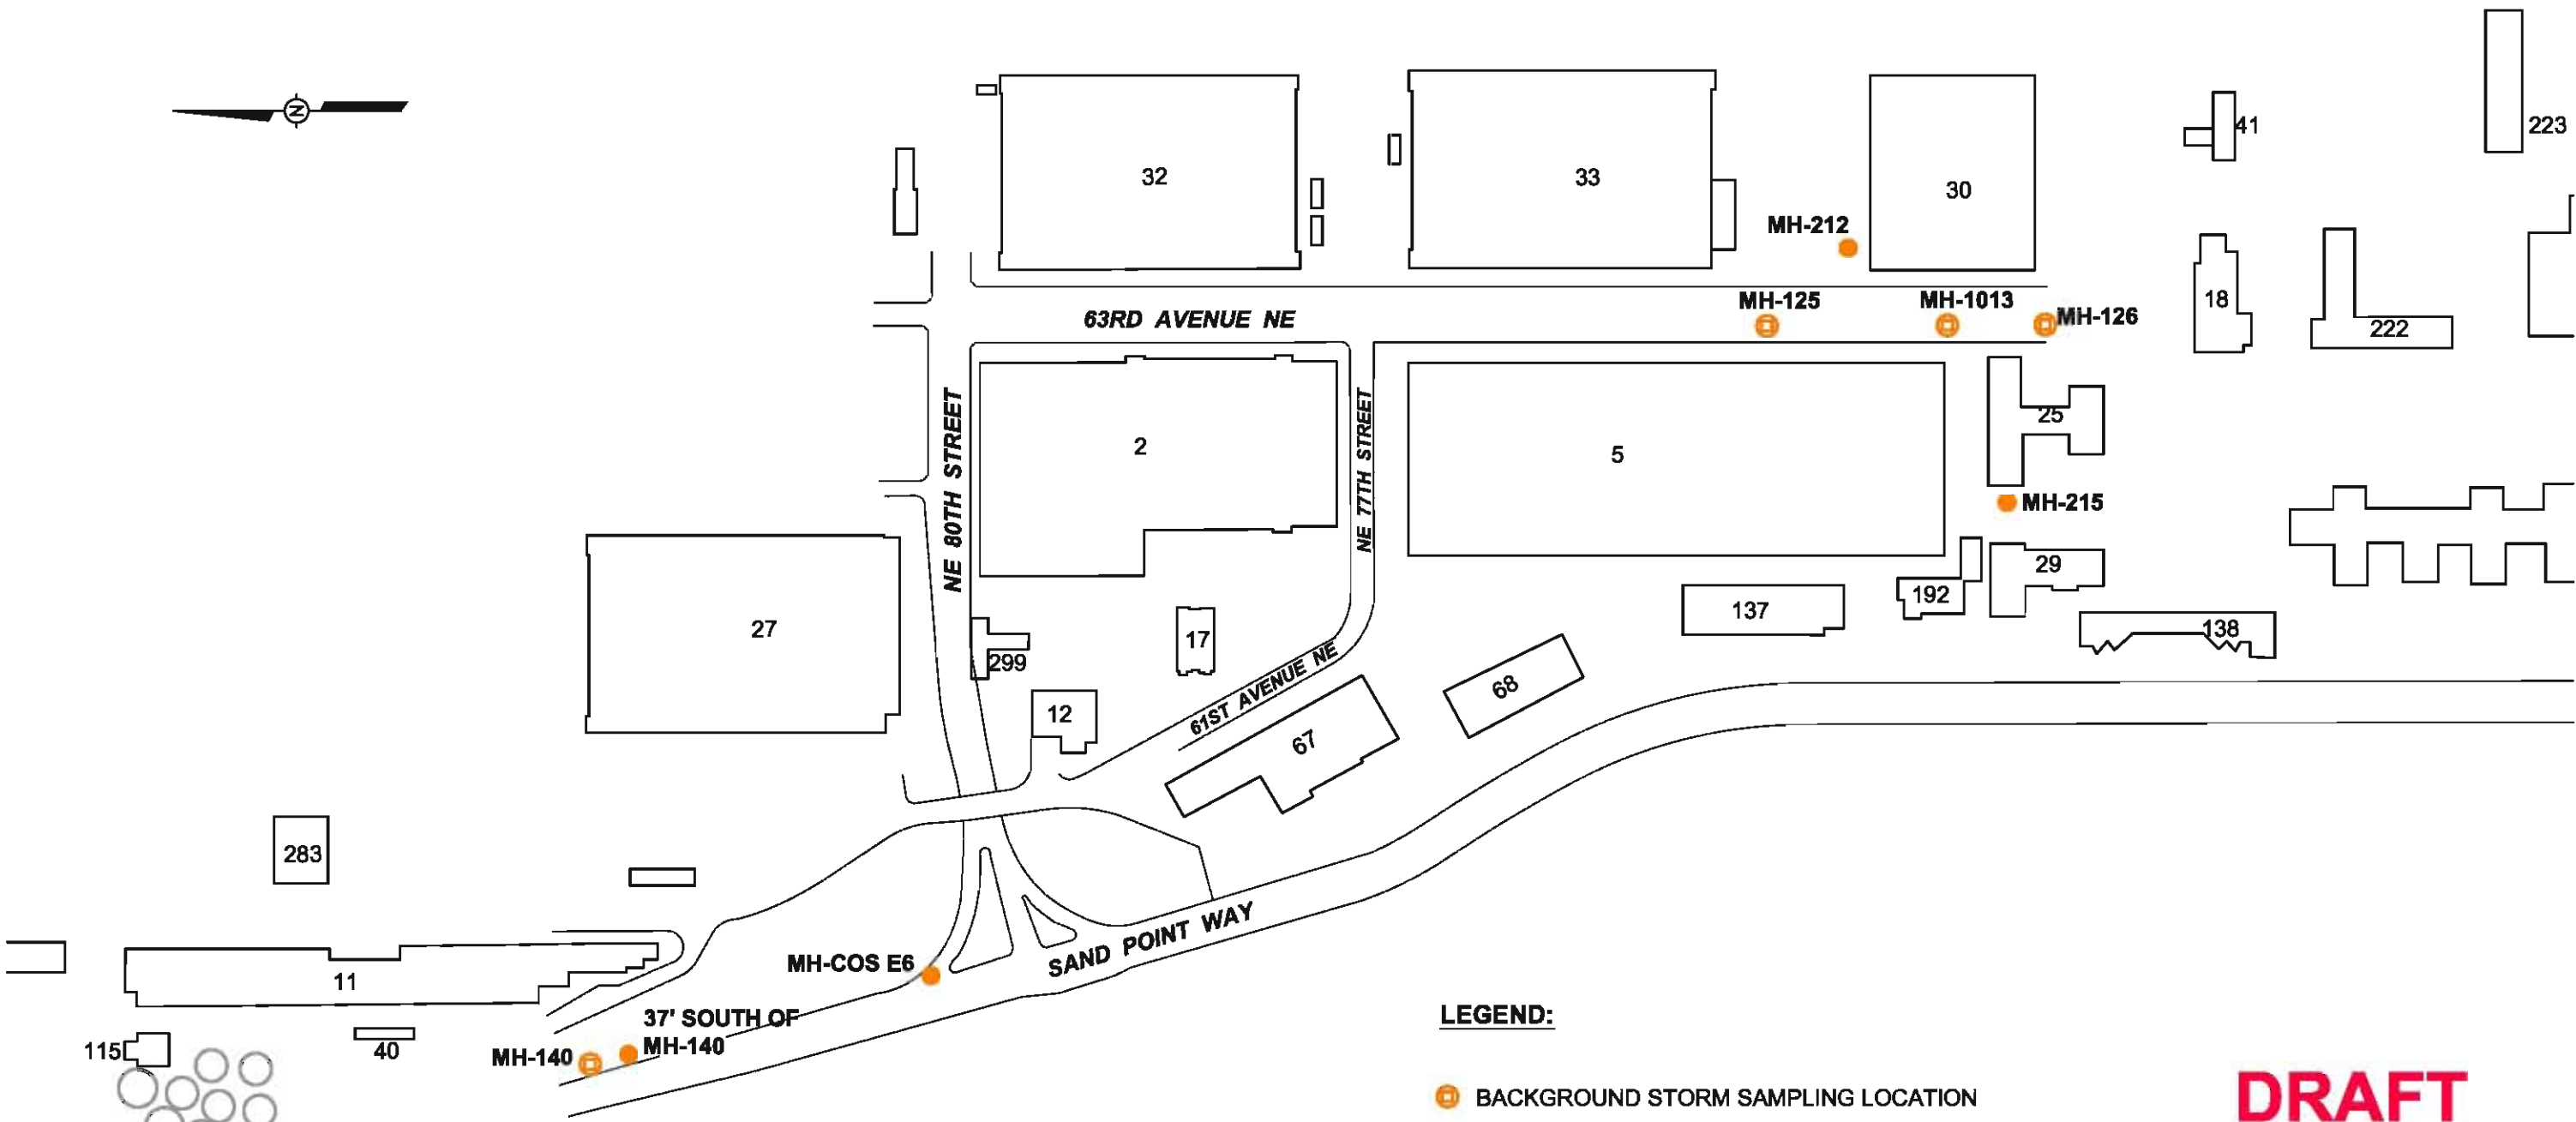 N
32
33
30
41
223
MH-212
MH-125
MH-1013
MH-126
18
222
63RD AVENUE NE
NE 80TH STREET
2
NE 77TH STREET
5
25
MH-215
27
299
17
12
61ST AVENUE NE
67
68
137
192
29
138
283
11
MH-COS E6
SAND POINT WAY
37' SOUTH OF
MH-140
MH-140
115
40
LEGEND:
BACKGROUND STORM SAMPLING LOCATION
DRAFT